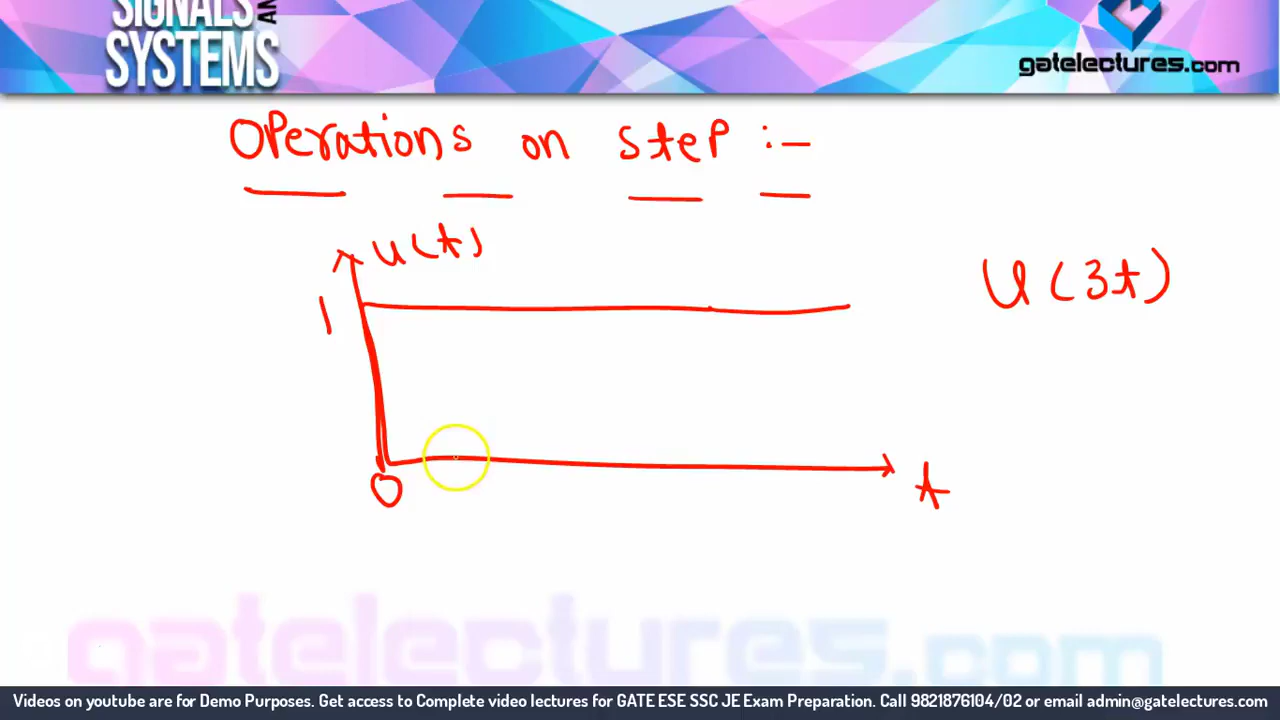 SIGNALS AND
SYSTEMS
gatelectures.com
Operations on step :-
u(t)
1
u(3t)
0
t
gatelectures.com
Videos on youtube are for Demo Purposes. Get access to Complete video lectures for GATE ESE SSC JE Exam Preparation. Call 9821876104/02 or email admin@gatelectures.com